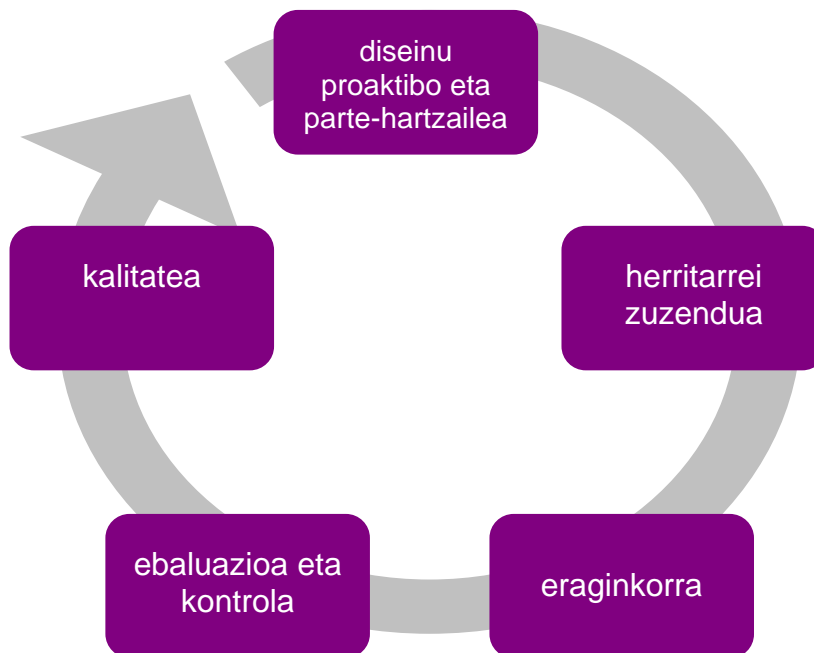 diseinu
proaktibo eta
parte-hartzailea
herritarrei
zuzendua
eraginkorra
ebaluazioa eta
kontrola
kalitatea